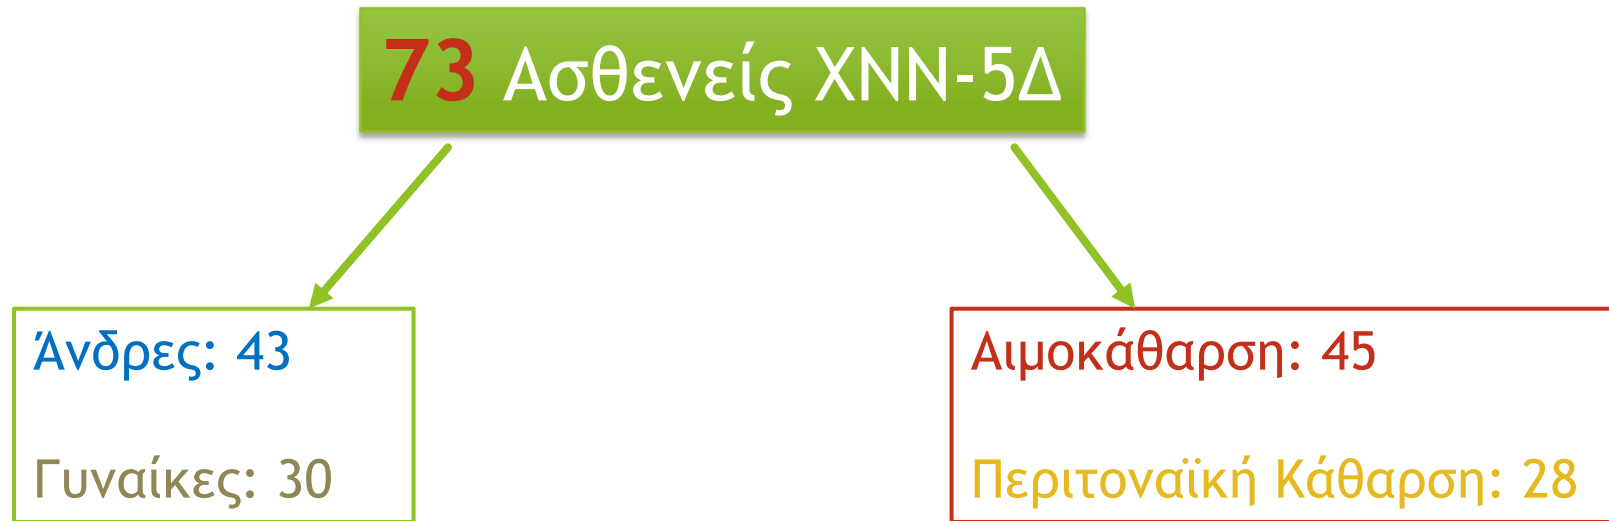 73 Ασθενείς ΧΝΝ-5Δ
Άνδρες: 43
Γυναίκες: 30
Αιμοκάθαρση: 45
Περιτοναϊκή Κάθαρση: 28